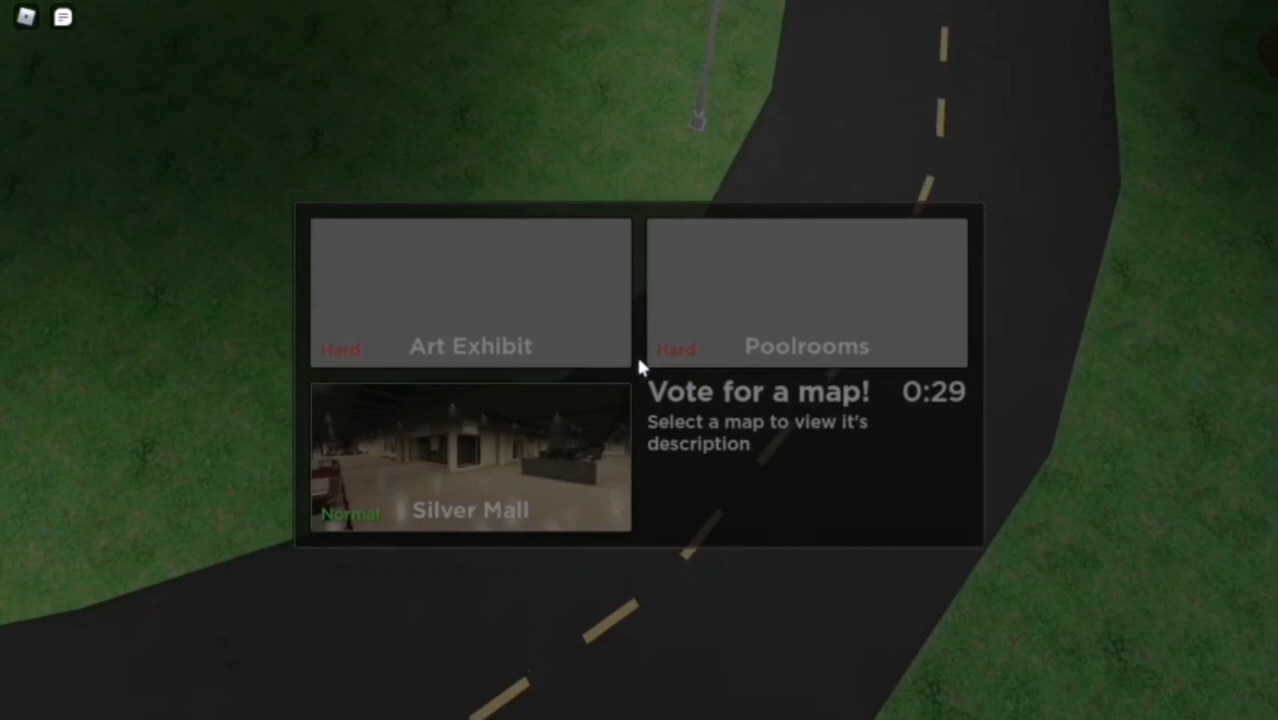 Hard Art Exhibit
Hard Poolrooms
Vote for a map! 0:29
Select a map to view it's
description
Normal Silver Mall